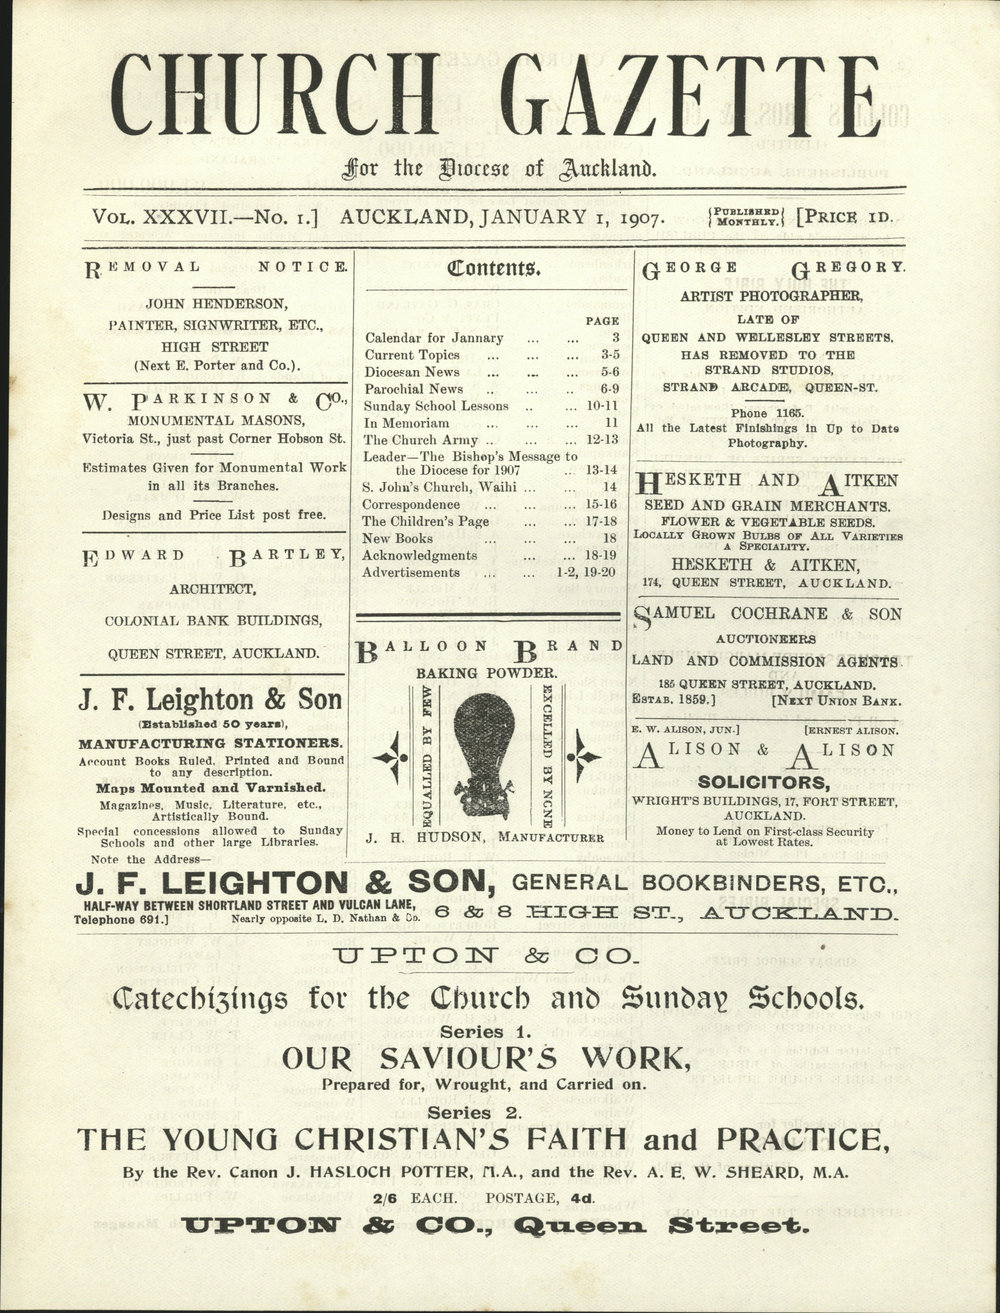 CHURCH GAZETTE
For the Diocese of Auckland.
VOL. XXXVII.—No. 1.] AUCKLAND, JANUARY 1, 1907. {PUBLISHED MONTHLY.} [PRICE 1D.
REMOVAL NOTICE.
JOHN HENDERSON,
PAINTER, SIGNWRITER, ETC.,
HIGH STREET
(Next E. Porter and Co.).
W. PARKINSON & CO.,
MONUMENTAL MASONS,
Victoria St., just past Corner Hobson St.
Estimates Given for Monumental Work
in all its Branches.
Designs and Price List post free.
EDWARD BARTLEY,
ARCHITECT,
COLONIAL BANK BUILDINGS,
QUEEN STREET, AUCKLAND.
J. F. Leighton & Son
(Established 50 years),
MANUFACTURING STATIONERS.
Account Books Ruled, Printed and Bound
to any description.
Maps Mounted and Varnished.
Magazines, Music, Literature, etc.,
Artistically Bound.
Special concessions allowed to Sunday
Schools and other large Libraries.
Note the Address—
Contents.
PAGE
Calendar for Jannary ... ... 3
Current Topics ... ... ... 3-5
Diocesan News ... ... ... 5-6
Parochial News .. ... ... 6-9
Sunday School Lessons .. ... 10-11
In Memoriam ... ... ... 11
The Church Army .. ... ... 12-13
Leader—The Bishop's Message to
the Diocese for 1907 .. 13-14
S. John's Church, Waihi ... ... 14
Correspondence ... ... ... 15-16
The Children's Page ... ... 17-18
New Books ... ... ... 18
Acknowledgments ... ... 18-19
Advertisements ... ... 1-2, 19-20
BALLOON BRAND
BAKING POWDER.
EQUALLED BY FEW
EXCELLED BY NONE
J. H. HUDSON, MANUFACTURER
GEORGE GREGORY.
ARTIST PHOTOGRAPHER,
LATE OF
QUEEN AND WELLESLEY STREETS,
HAS REMOVED TO THE
STRAND STUDIOS,
STRAND ARCADE, QUEEN-ST.
Phone 1165.
All the Latest Finishings in Up to Date
Photography.
HESKETH AND AITKEN
SEED AND GRAIN MERCHANTS.
FLOWER & VEGETABLE SEEDS.
LOCALLY GROWN BULBS OF ALL VARIETIES
A SPECIALITY.
HESKETH & AITKEN,
174, QUEEN STREET, AUCKLAND.
SAMUEL COCHRANE & SON
AUCTIONEERS
LAND AND COMMISSION AGENTS
185 QUEEN STREET, AUCKLAND.
ESTAB. 1859.] [NEXT UNION BANK.
E. W. ALISON, JUN.] [ERNEST ALISON.
ALISON & ALISON
SOLICITORS,
WRIGHT'S BUILDINGS, 17, FORT STREET,
AUCKLAND.
Money to Lend on First-class Security
at Lowest Rates.
J. F. LEIGHTON & SON, GENERAL BOOKBINDERS, ETC.,
HALF-WAY BETWEEN SHORTLAND STREET AND VULCAN LANE,
Telephone 691.] Nearly opposite L. D. Nathan & Co.
6 & 8 HIGH ST., AUCKLAND.
UPTON & CO.
Catechizings for the Church and Sunday Schools.
Series 1.
OUR SAVIOUR'S WORK,
Prepared for, Wrought, and Carried on.
Series 2.
THE YOUNG CHRISTIAN'S FAITH and PRACTICE,
By the Rev. Canon J. HASLOCH POTTER, M.A., and the Rev. A. E. W. SHEARD, M.A.
2/6 EACH. POSTAGE, 4d.
UPTON & CO., Queen Street.